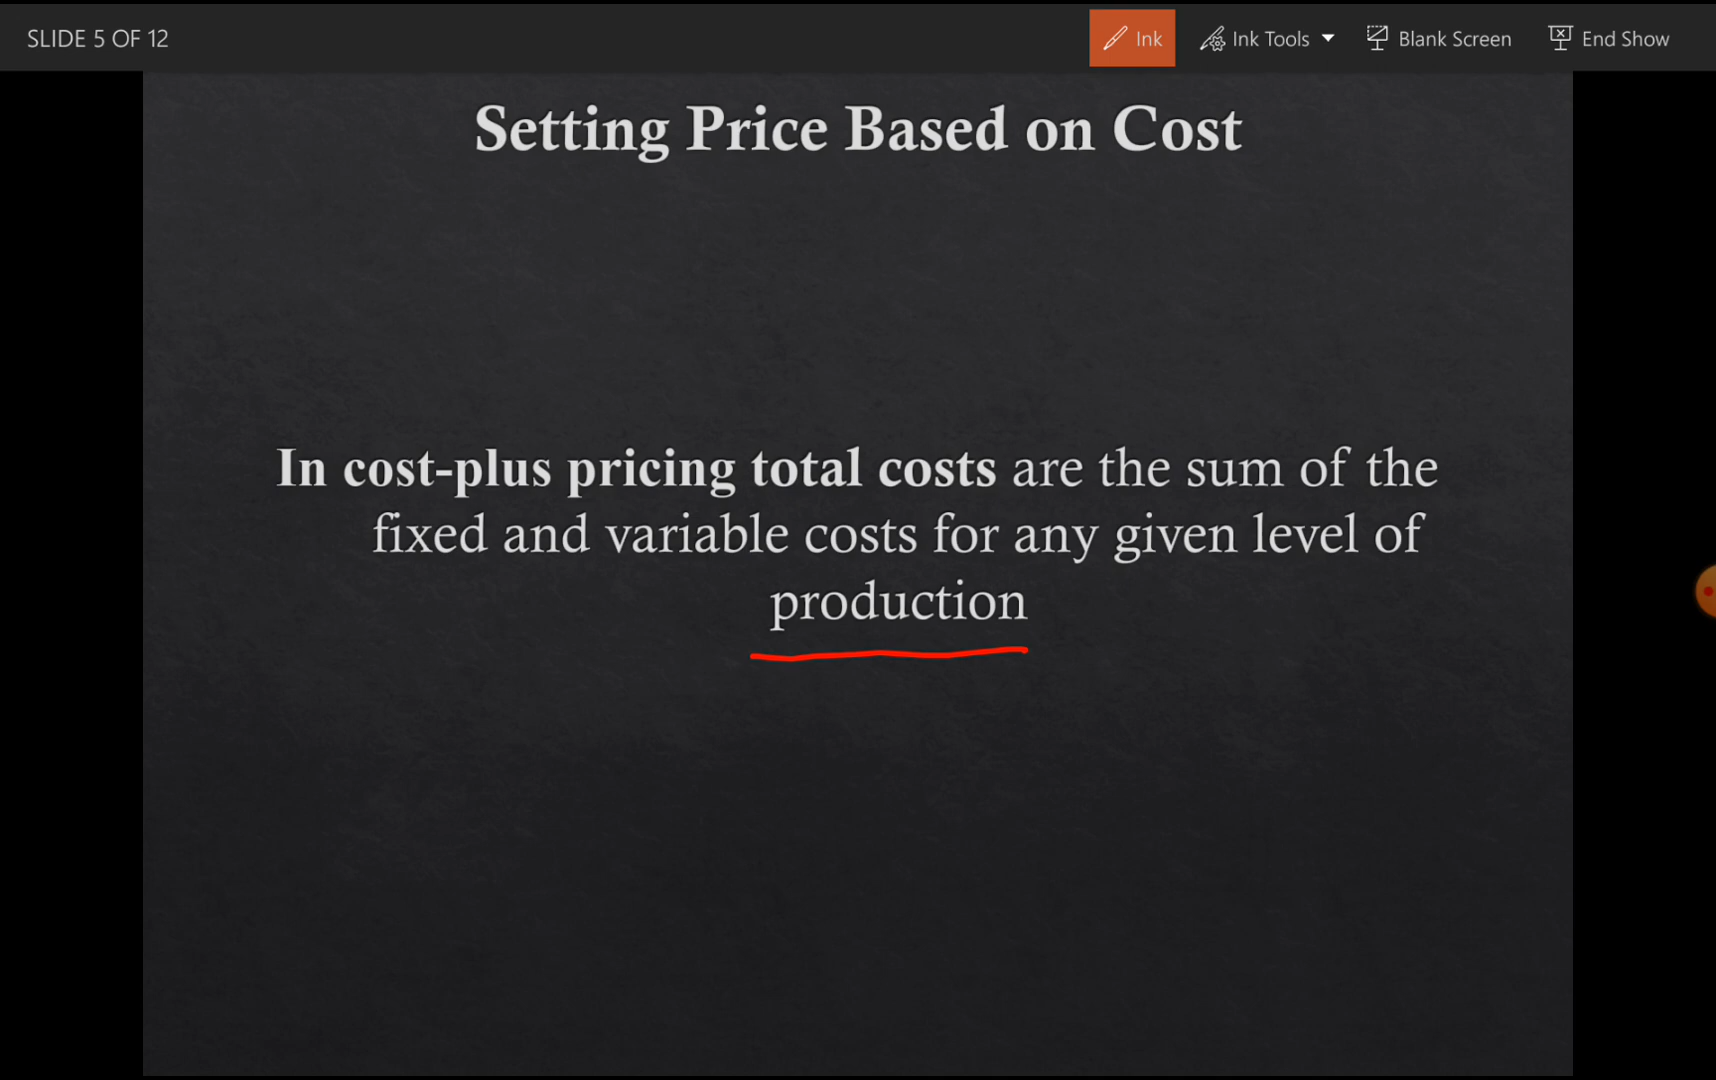 SLIDE 5 OF 12
Ink
Ink Tools
Blank Screen
End Show
Setting Price Based on Cost
In cost-plus pricing total costs are the sum of the
fixed and variable costs for any given level of
production